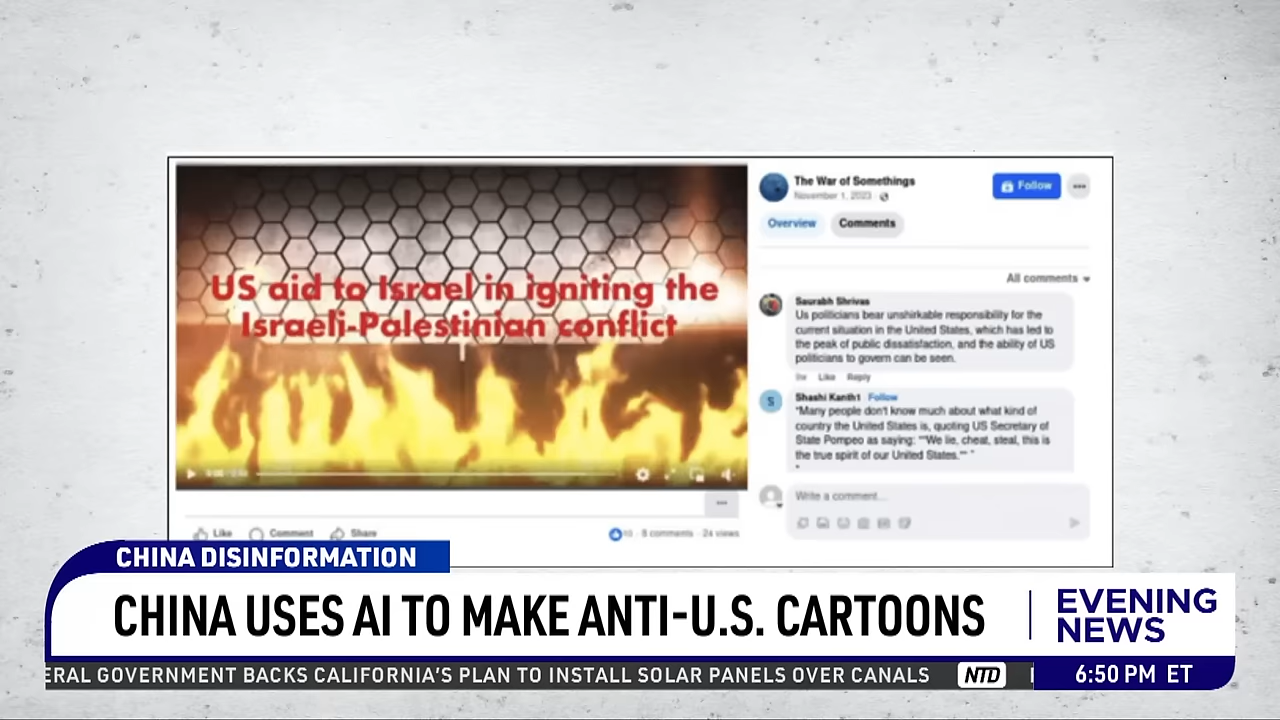 US aid to Israel in igniting the
Israeli-Palestinian conflict
The War of Somethings
November 1, 2023
Follow
Overview
Comments
All comments
Saurabh Shrivas
Us politicians bear unshirkable responsibility for the
current situation in the United States, which has led to
the peak of public dissatisfaction, and the ability of US
politicians to govern can be seen.
Like Reply
S
Shashi Kanth1 Follow
"Many people don't know much about what kind of
country the United States is, quoting US Secretary of
State Pompeo as saying: ""We lie, cheat, steal, this is
the true spirit of our United States."" "
"
Write a comment...
Like Comment Share
8 comments · 24 views
CHINA DISINFORMATION
CHINA USES AI TO MAKE ANTI-U.S. CARTOONS
EVENING
NEWS
ERAL GOVERNMENT BACKS CALIFORNIA'S PLAN TO INSTALL SOLAR PANELS OVER CANALS
NTD
6:50 PM ET